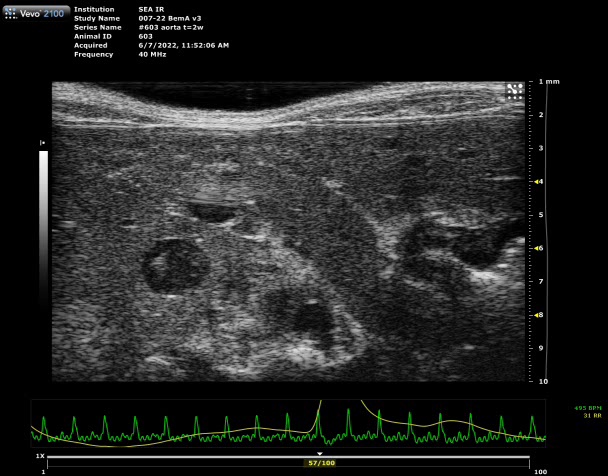 Vevo 2100
Institution SEA IR
Study Name 007-22 BemA v3
Series Name #603 aorta t=2w
Animal ID 603
Acquired 6/7/2022, 11:52:06 AM
Frequency 40 MHz
1 mm
2
3
4
5
6
7
8
9
10
495 BPM
31 RR
1X
57/100
1 100